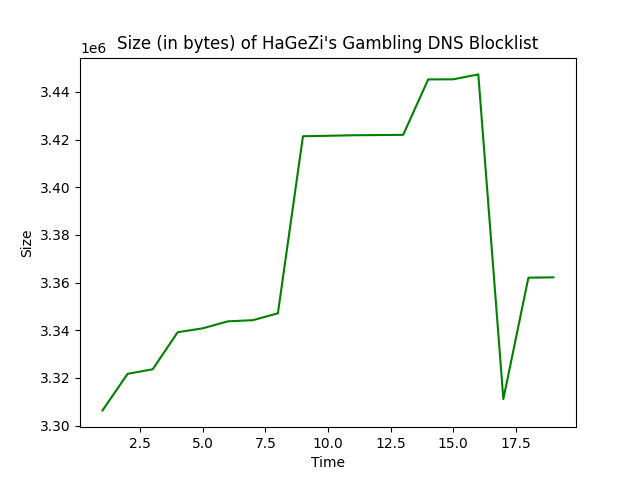 Size (in bytes) of HaGeZi's Gambling DNS Blocklist
1e6
3.44
3.42
3.40
3.38
3.36
3.34
3.32
3.30
Size
2.5 5.0 7.5 10.0 12.5 15.0 17.5
Time